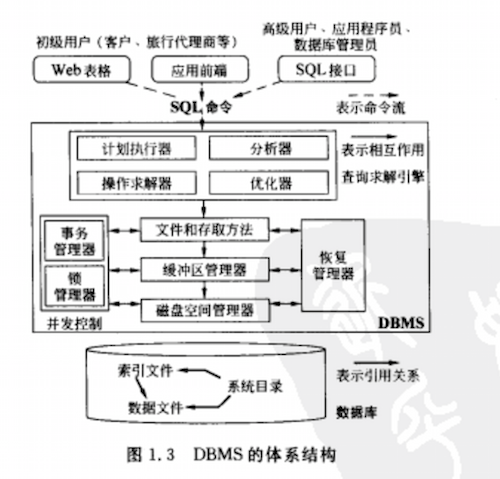 初级用户（客户、旅行代理商等）
高级用户、应用程序员、
数据库管理员
Web 表格
应用前端
SQL 接口
SQL 命令
表示命令流
计划执行器
分析器
表示相互作用
操作求解器
优化器
查询求解引擎
事务
管理器
文件和存取方法
恢复
管理器
缓冲区管理器
锁
管理器
磁盘空间管理器
并发控制
DBMS
索引文件
系统目录
表示引用关系
数据文件
数据库
图 1.3 DBMS 的体系结构